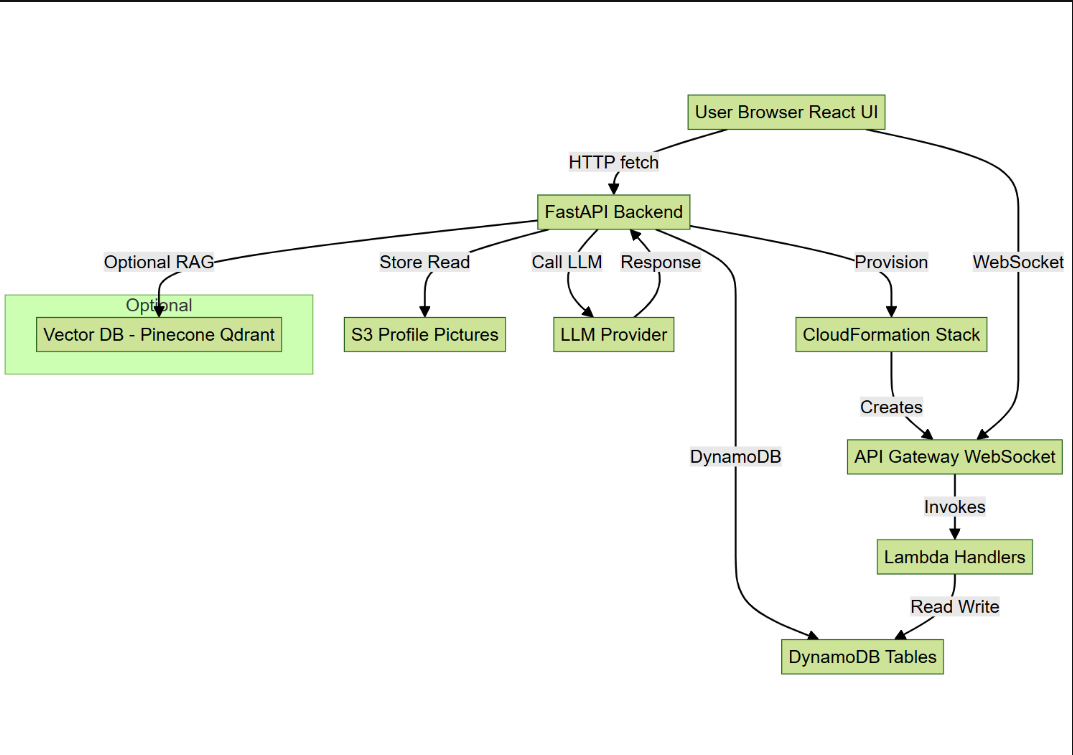 User Browser React UI
HTTP fetch
FastAPI Backend
Optional RAG
Store Read
Call LLM
Response
Provision
WebSocket
Optional
Vector DB - Pinecone Qdrant
S3 Profile Pictures
LLM Provider
CloudFormation Stack
Creates
DynamoDB
API Gateway WebSocket
Invokes
Lambda Handlers
Read Write
DynamoDB Tables